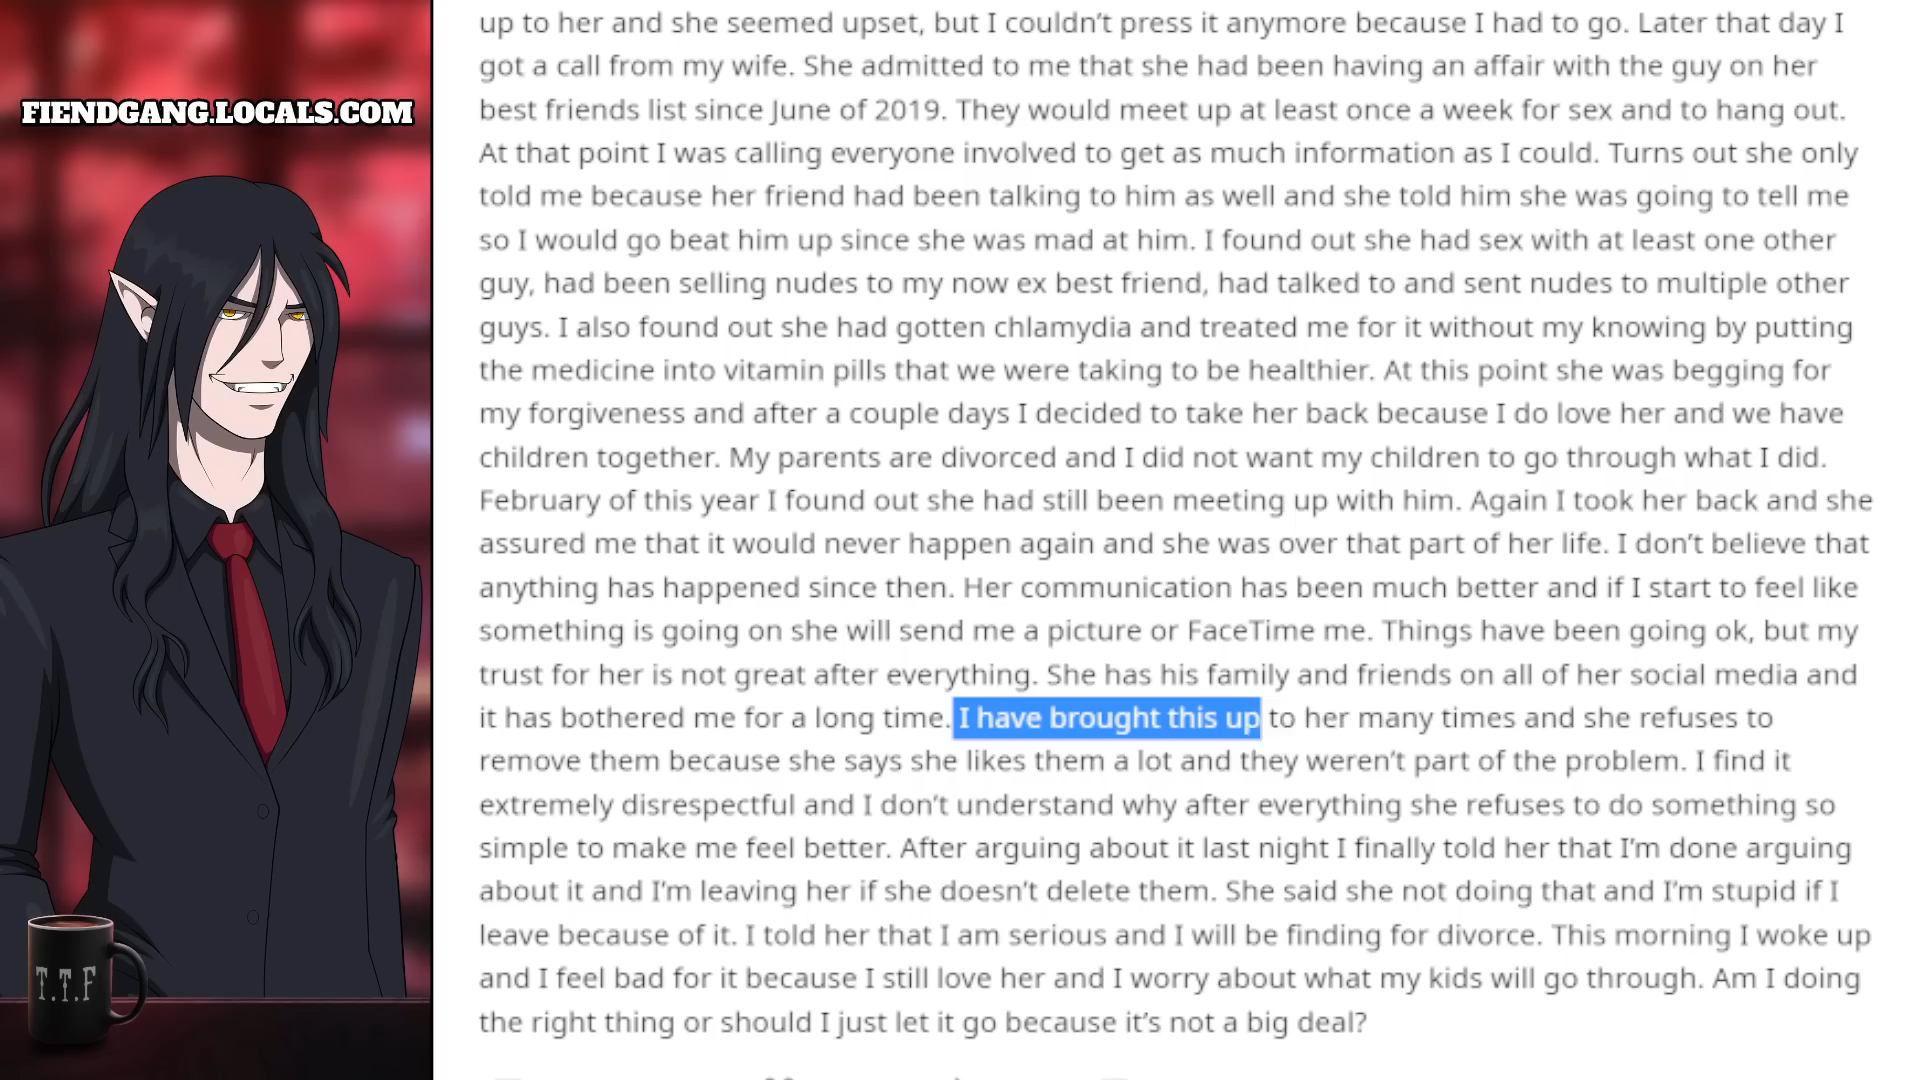 FIENDGANG.LOCALS.COM
T.T.F
up to her and she seemed upset, but I couldn't press it anymore because I had to go. Later that day I
got a call from my wife. She admitted to me that she had been having an affair with the guy on her
best friends list since June of 2019. They would meet up at least once a week for sex and to hang out.
At that point I was calling everyone involved to get as much information as I could. Turns out she only
told me because her friend had been talking to him as well and she told him she was going to tell me
so I would go beat him up since she was mad at him. I found out she had sex with at least one other
guy, had been selling nudes to my now ex best friend, had talked to and sent nudes to multiple other
guys. I also found out she had gotten chlamydia and treated me for it without my knowing by putting
the medicine into vitamin pills that we were taking to be healthier. At this point she was begging for
my forgiveness and after a couple days I decided to take her back because I do love her and we have
children together. My parents are divorced and I did not want my children to go through what I did.
February of this year I found out she had still been meeting up with him. Again I took her back and she
assured me that it would never happen again and she was over that part of her life. I don't believe that
anything has happened since then. Her communication has been much better and if I start to feel like
something is going on she will send me a picture or FaceTime me. Things have been going ok, but my
trust for her is not great after everything. She has his family and friends on all of her social media and
it has bothered me for a long time. I have brought this up to her many times and she refuses to
remove them because she says she likes them a lot and they weren't part of the problem. I find it
extremely disrespectful and I don't understand why after everything she refuses to do something so
simple to make me feel better. After arguing about it last night I finally told her that I'm done arguing
about it and I'm leaving her if she doesn't delete them. She said she not doing that and I'm stupid if I
leave because of it. I told her that I am serious and I will be finding for divorce. This morning I woke up
and I feel bad for it because I still love her and I worry about what my kids will go through. Am I doing
the right thing or should I just let it go because it's not a big deal?